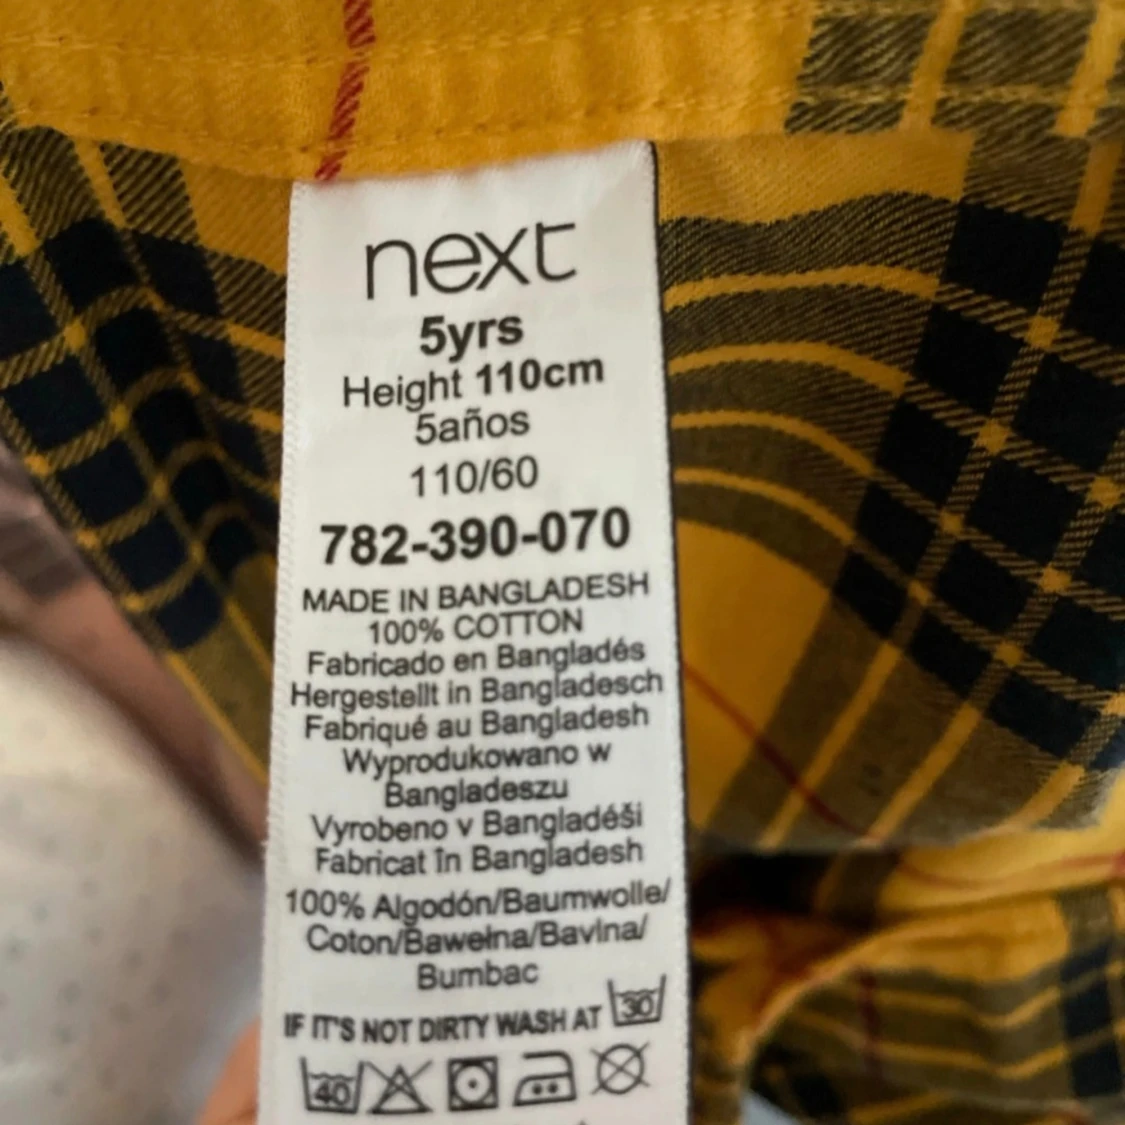 next
5yrs
Height 110cm
5años
110/60
782-390-070
MADE IN BANGLADESH
100% COTTON
Fabricado en Bangladés
Hergestellt in Bangladesch
Fabriqué au Bangladesh
Wyprodukowano w
Bangladeszu
Vyrobeno v Bangladéši
Fabricat în Bangladesh
100% Algodón/Baumwolle/
Coton/Bawełna/Bavlna/
Bumbac
IF IT'S NOT DIRTY WASH AT 30
40